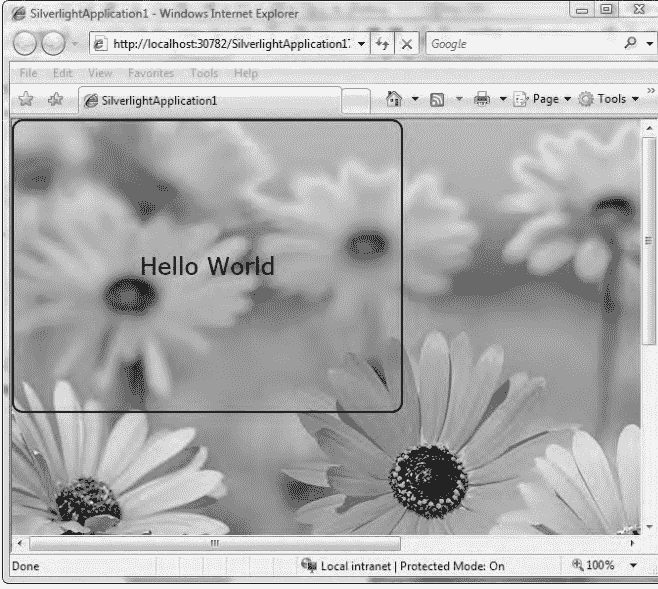 SilverlightApplication1 - Windows Internet Explorer
http://localhost:30782/SilverlightApplication1
Google
File Edit View Favorites Tools Help
SilverlightApplication1
Page Tools
Hello World
Done
Local intranet | Protected Mode: On
100%